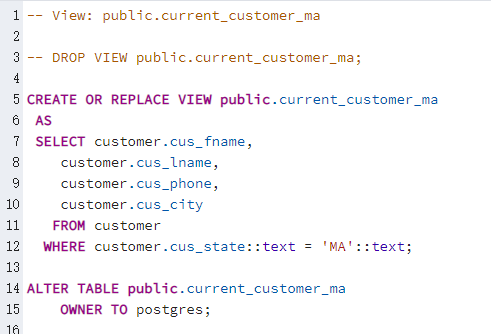 1 -- View: public.current_customer_ma
2
3 -- DROP VIEW public.current_customer_ma;
4
5 CREATE OR REPLACE VIEW public.current_customer_ma
6  AS
7  SELECT customer.cus_fname,
8     customer.cus_lname,
9     customer.cus_phone,
10     customer.cus_city
11    FROM customer
12   WHERE customer.cus_state::text = 'MA'::text;
13
14 ALTER TABLE public.current_customer_ma
15     OWNER TO postgres;
16